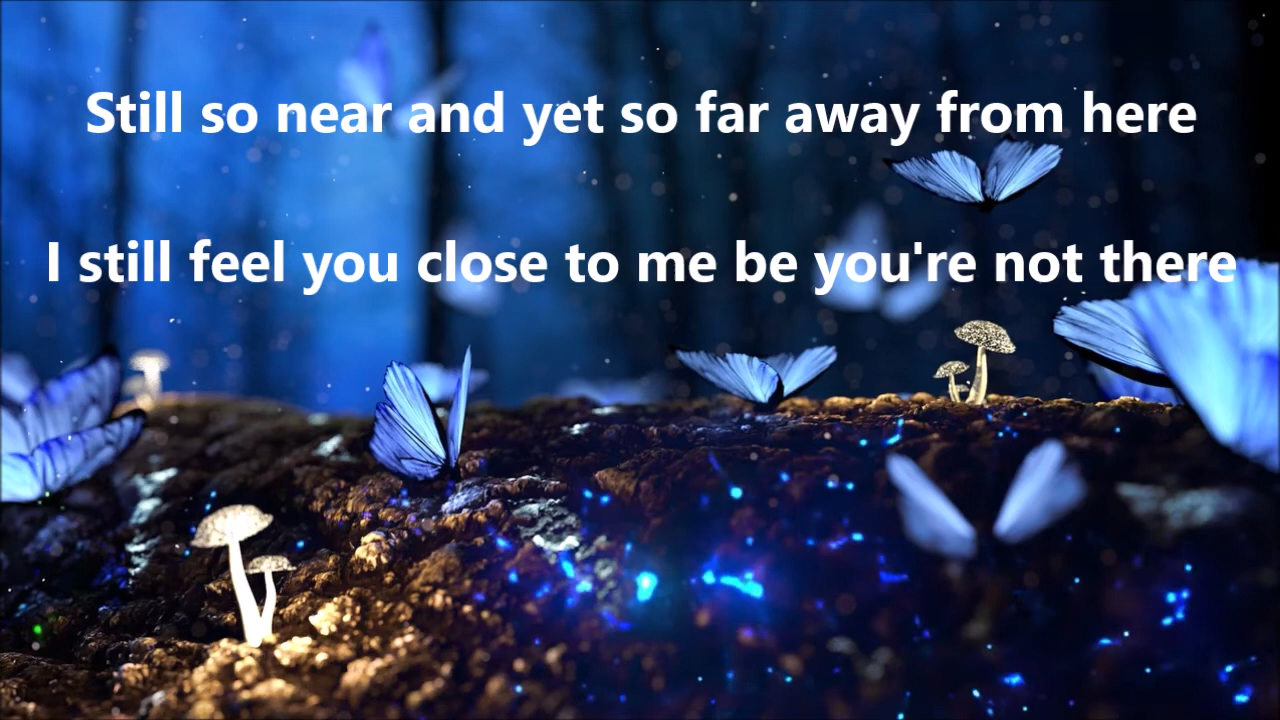 Still so near and yet so far away from here
I still feel you close to me be you're not there